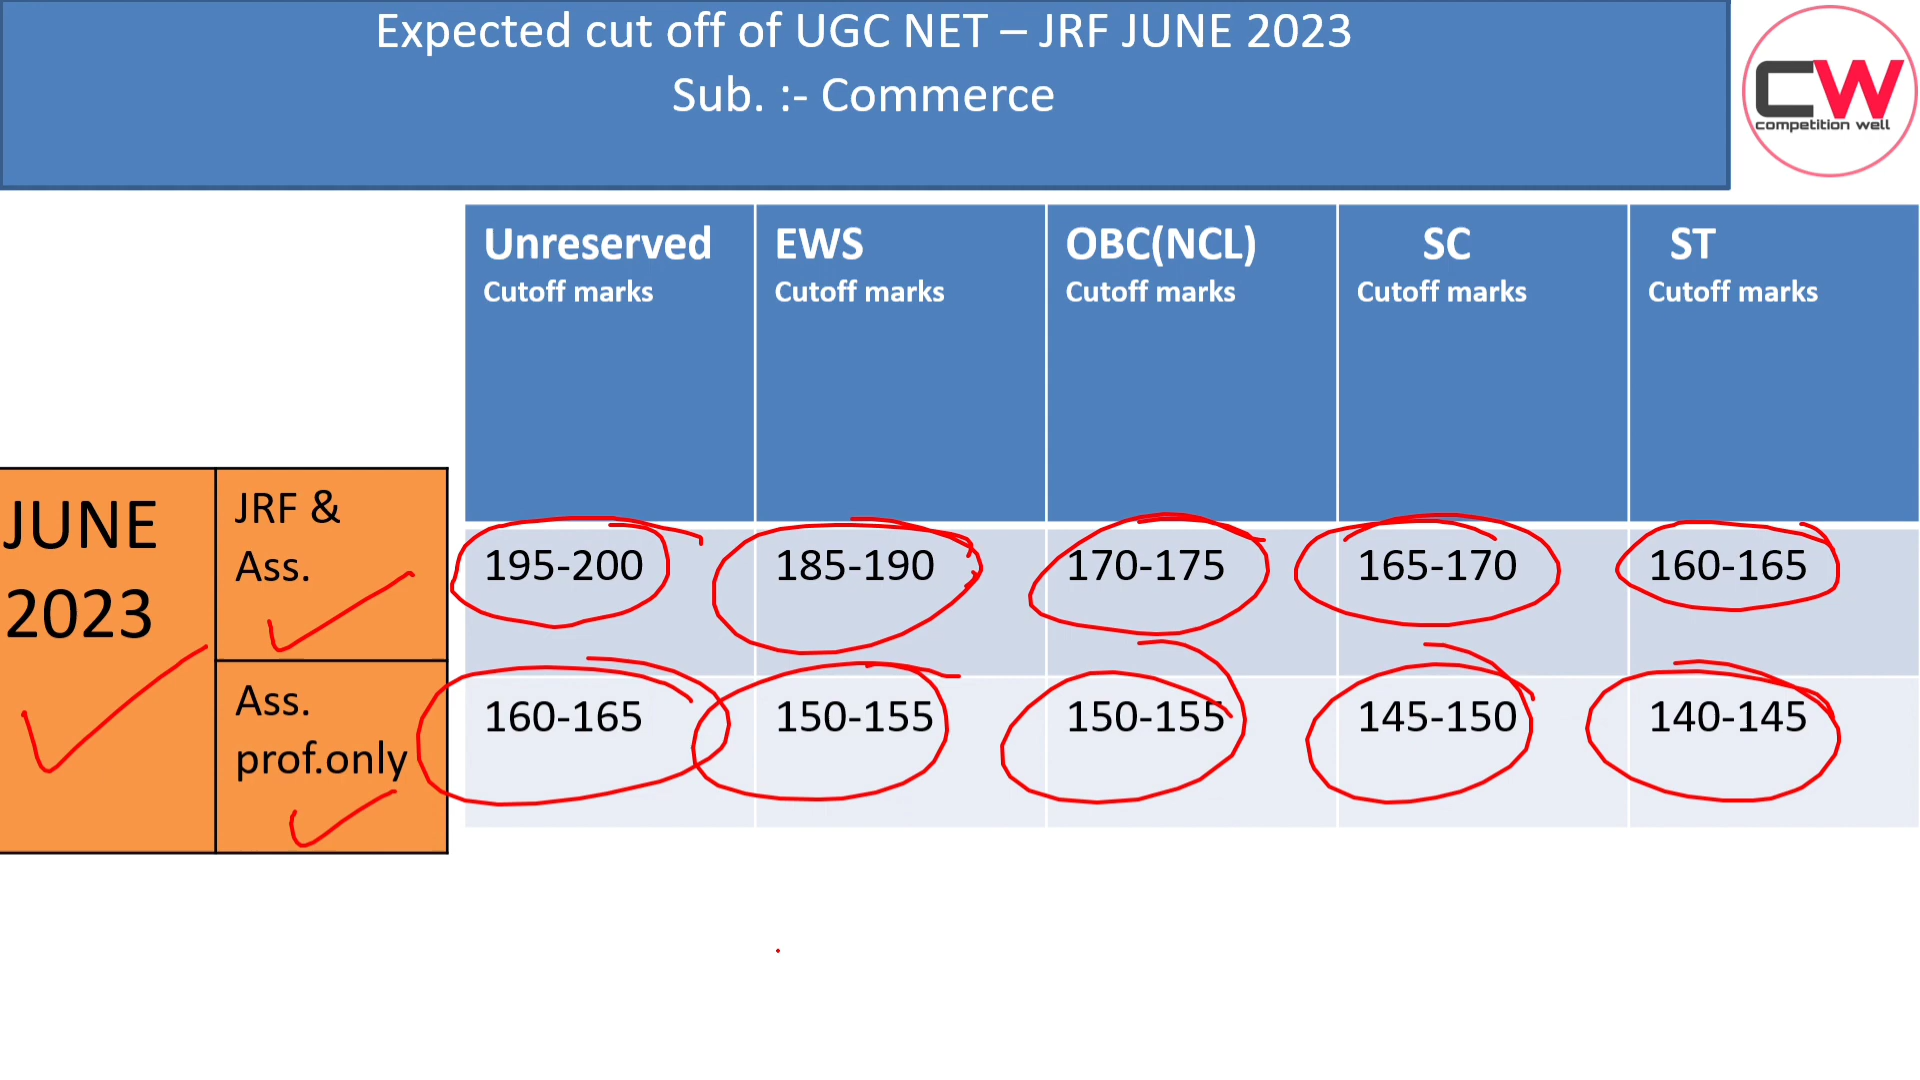 Expected cut off of UGC NET – JRF JUNE 2023
Sub. :- Commerce
CW
competition well
Unreserved
Cutoff marks
EWS
Cutoff marks
OBC(NCL)
Cutoff marks
SC
Cutoff marks
ST
Cutoff marks
JUNE
2023
JRF &
Ass.
195-200
185-190
170-175
165-170
160-165
Ass.
prof.only
160-165
150-155
150-155
145-150
140-145